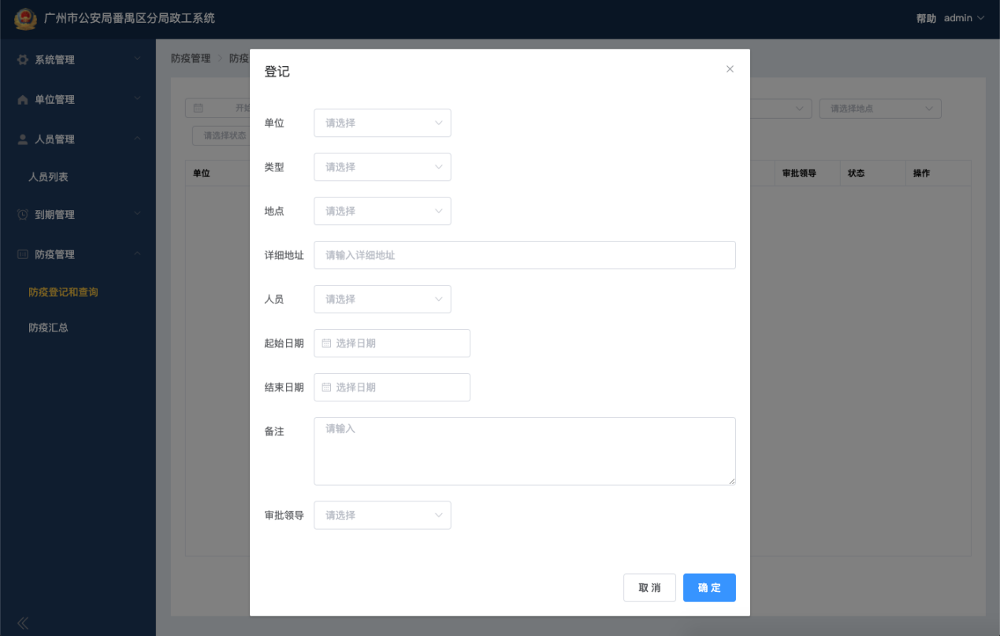 广州市公安局番禺区分局政工系统
帮助 admin
系统管理
单位管理
人员管理
人员列表
到期管理
防疫管理
防疫登记和查询
防疫汇总
防疫管理 > 防疫
开始
请选择地点
请选择状态
单位
审批领导 状态 操作
登记
单位 请选择
类型 请选择
地点 请选择
详细地址 请输入详细地址
人员 请选择
起始日期 选择日期
结束日期 选择日期
备注 请输入
审批领导 请选择
取消 确定